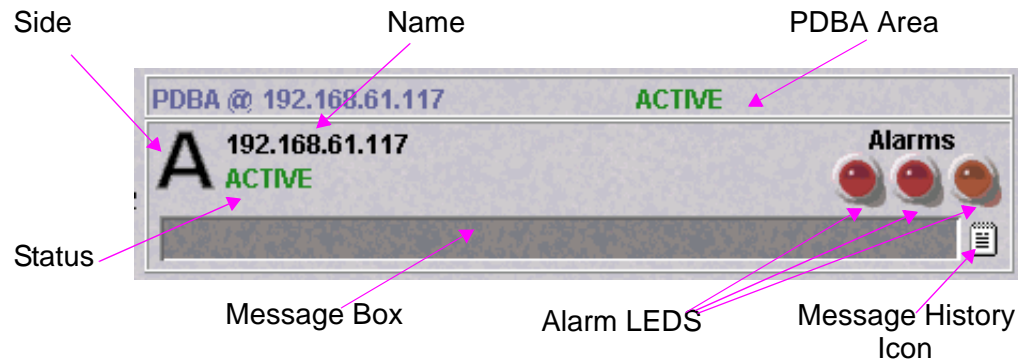 Side
Name
PDBA Area
PDBA @ 192.168.61.117
ACTIVE
A
192.168.61.117
ACTIVE
Alarms
Status
Message Box
Alarm LEDS
Message History
Icon